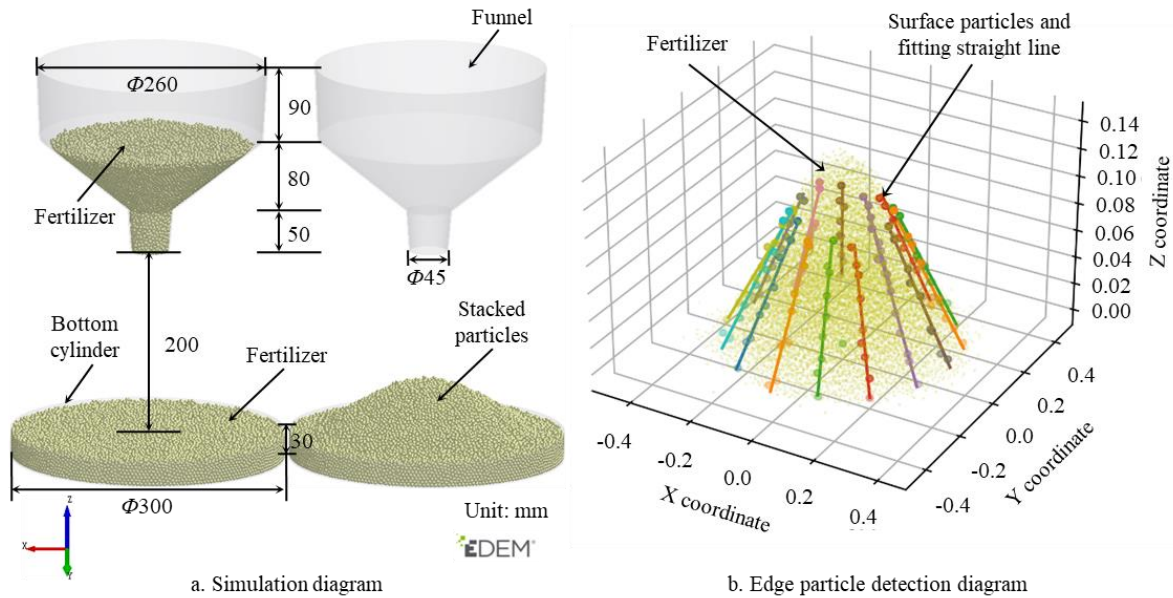 Funnel
Φ260
90
Fertilizer
80
50
Φ45
Bottom
cylinder
200
Fertilizer
Stacked
particles
30
Φ300
Unit: mm
Z
X
Y
EDEM®
a. Simulation diagram
Surface particles and
fitting straight line
Fertilizer
0.14
0.12
0.10
0.08
0.06
0.04
0.02
0.00
Z coordinate
0.4
0.2
0.0
-0.2
-0.4
Y coordinate
-0.4
-0.2
0.0
0.2
0.4
X coordinate
b. Edge particle detection diagram